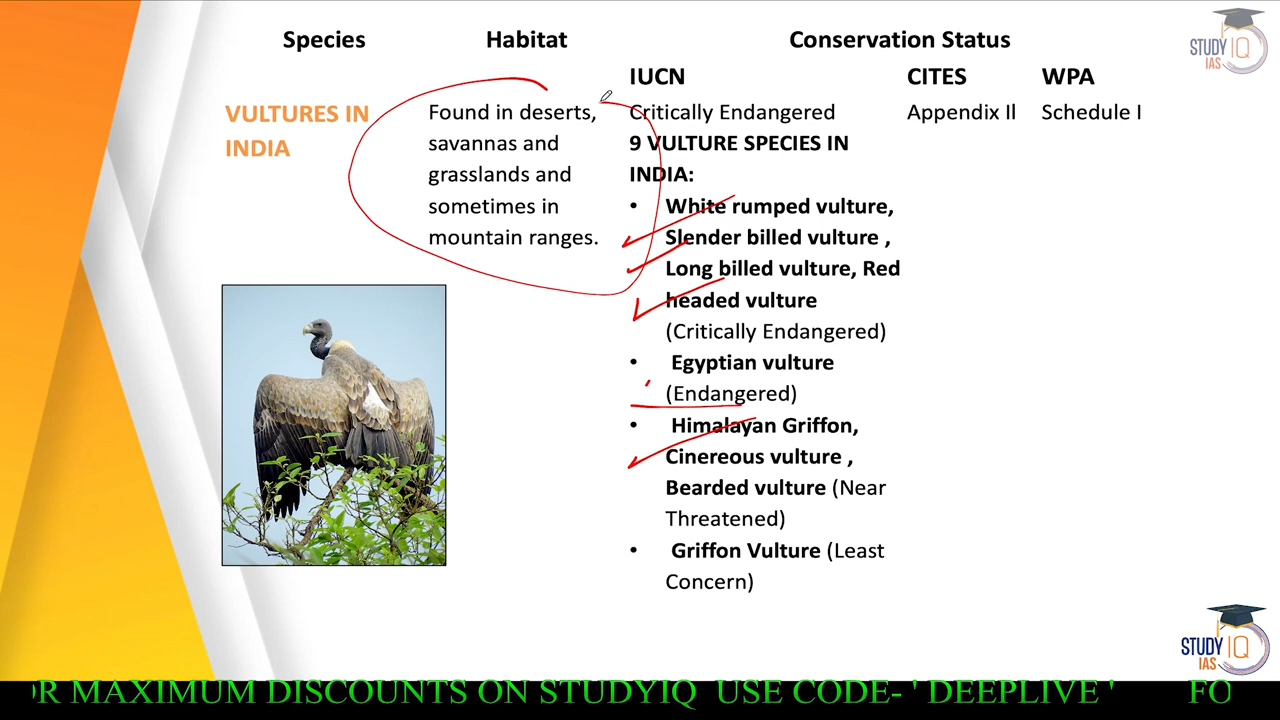 Species Habitat Conservation Status
STUDY IQ
IAS
IUCN CITES WPA
VULTURES IN
INDIA
Found in deserts,
savannas and
grasslands and
sometimes in
mountain ranges.
Critically Endangered
9 VULTURE SPECIES IN
INDIA:
• White rumped vulture,
Slender billed vulture ,
Long billed vulture, Red
headed vulture
(Critically Endangered)
• Egyptian vulture
(Endangered)
• Himalayan Griffon,
Cinereous vulture ,
Bearded vulture (Near
Threatened)
• Griffon Vulture (Least
Concern)
Appendix II
Schedule I
STUDY IQ
IAS
OR MAXIMUM DISCOUNTS ON STUDYIQ USE CODE- ' DEEPLIVE ' FO